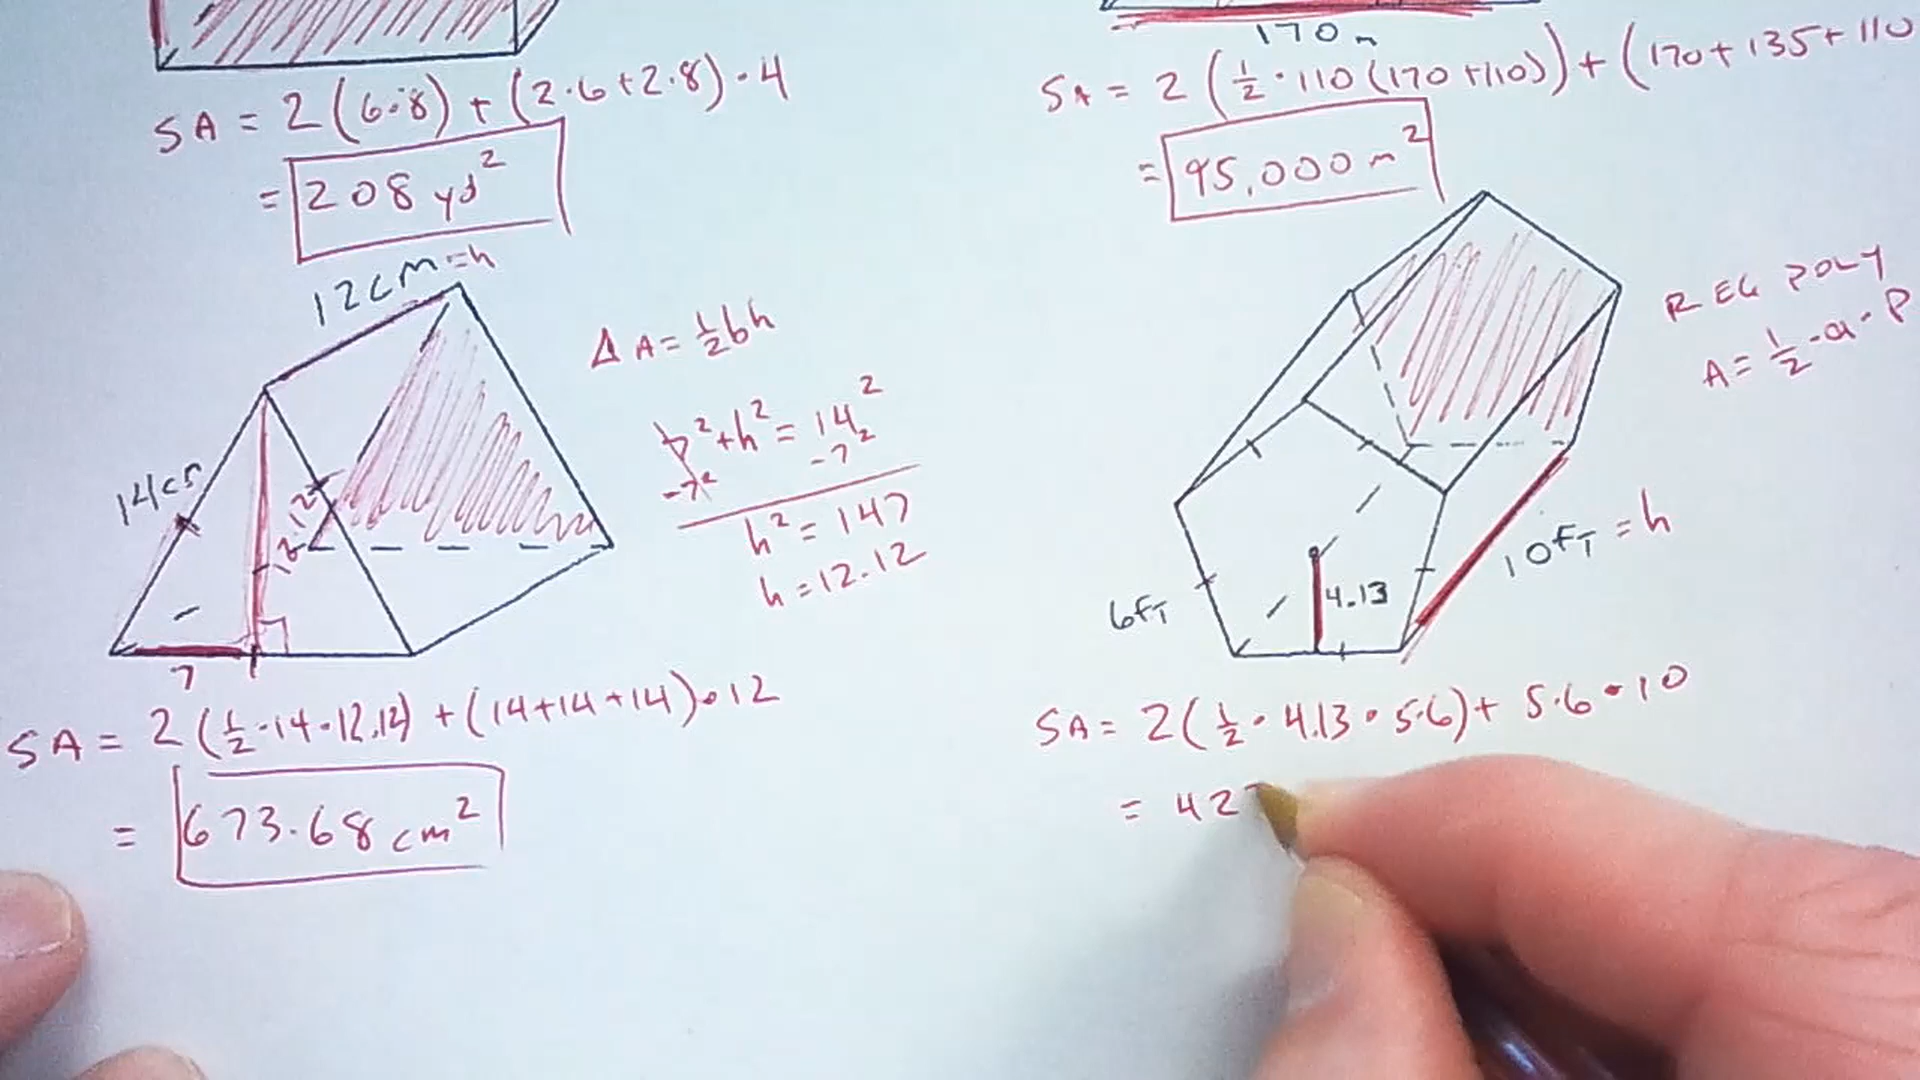 SA = 2(6·8) + (2·6+2·8)·4
= 208 yd²
12cm=h
Δ A = ½bh
7²+h² = 14²
-7² -7²
h² = 147
h = 12.12
14cm
12.12
7
SA = 2(½·14·12.12) + (14+14+14)·12
= 673.68 cm²
170 m
SA = 2(½·110(170+110)) + (170+135+110
= 95,000 m²
REG POLY
A = ½·a·P
10FT = h
6FT
4.13
SA = 2(½·4.13·5·6) + 5·6·10
= 42